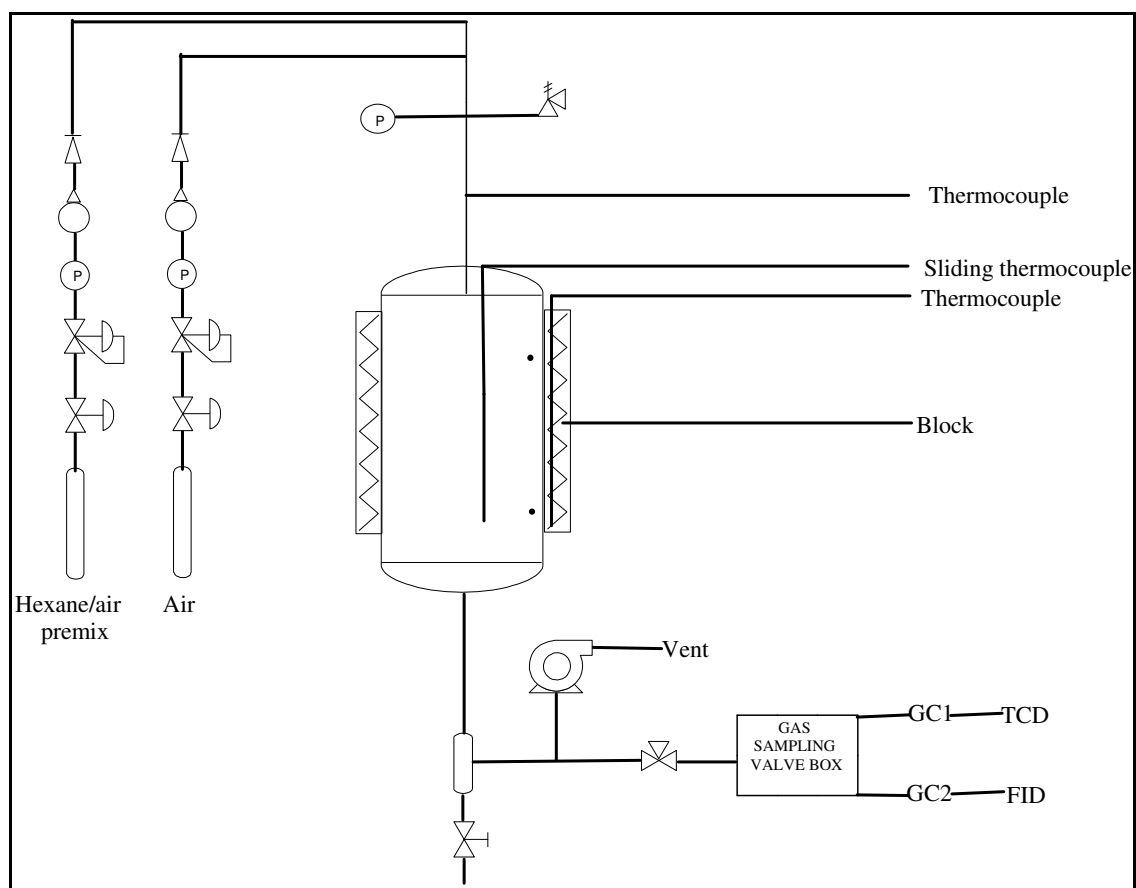 P
Thermocouple
P
P
Sliding thermocouple
Thermocouple
Block
Hexane/air
premix
Air
Vent
GAS
SAMPLING
VALVE BOX
GC1
TCD
GC2
FID